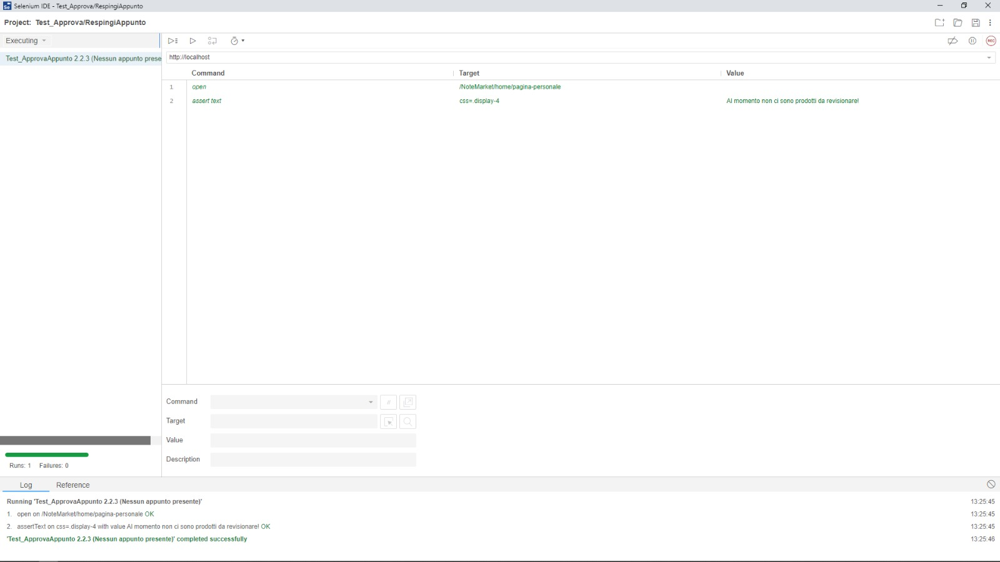 Selenium IDE - Test_Approva/RespingiAppunto
Project: Test_Approva/RespingiAppunto
Executing
REC
Test_ApprovaAppunto 2.2.3 (Nessun appunto prese
http://localhost
Command Target Value
1 open /NoteMarket/home/pagina-personale
2 assert text css=.display-4 Al momento non ci sono prodotti da revisionare!
Command
//
Target
Value
Description
Runs: 1 Failures: 0
Log Reference
Running 'Test_ApprovaAppunto 2.2.3 (Nessun appunto presente)' 13:25:45
1. open on /NoteMarket/home/pagina-personale OK 13:25:45
2. assertText on css=.display-4 with value Al momento non ci sono prodotti da revisionare! OK 13:25:45
'Test_ApprovaAppunto 2.2.3 (Nessun appunto presente)' completed successfully 13:25:46